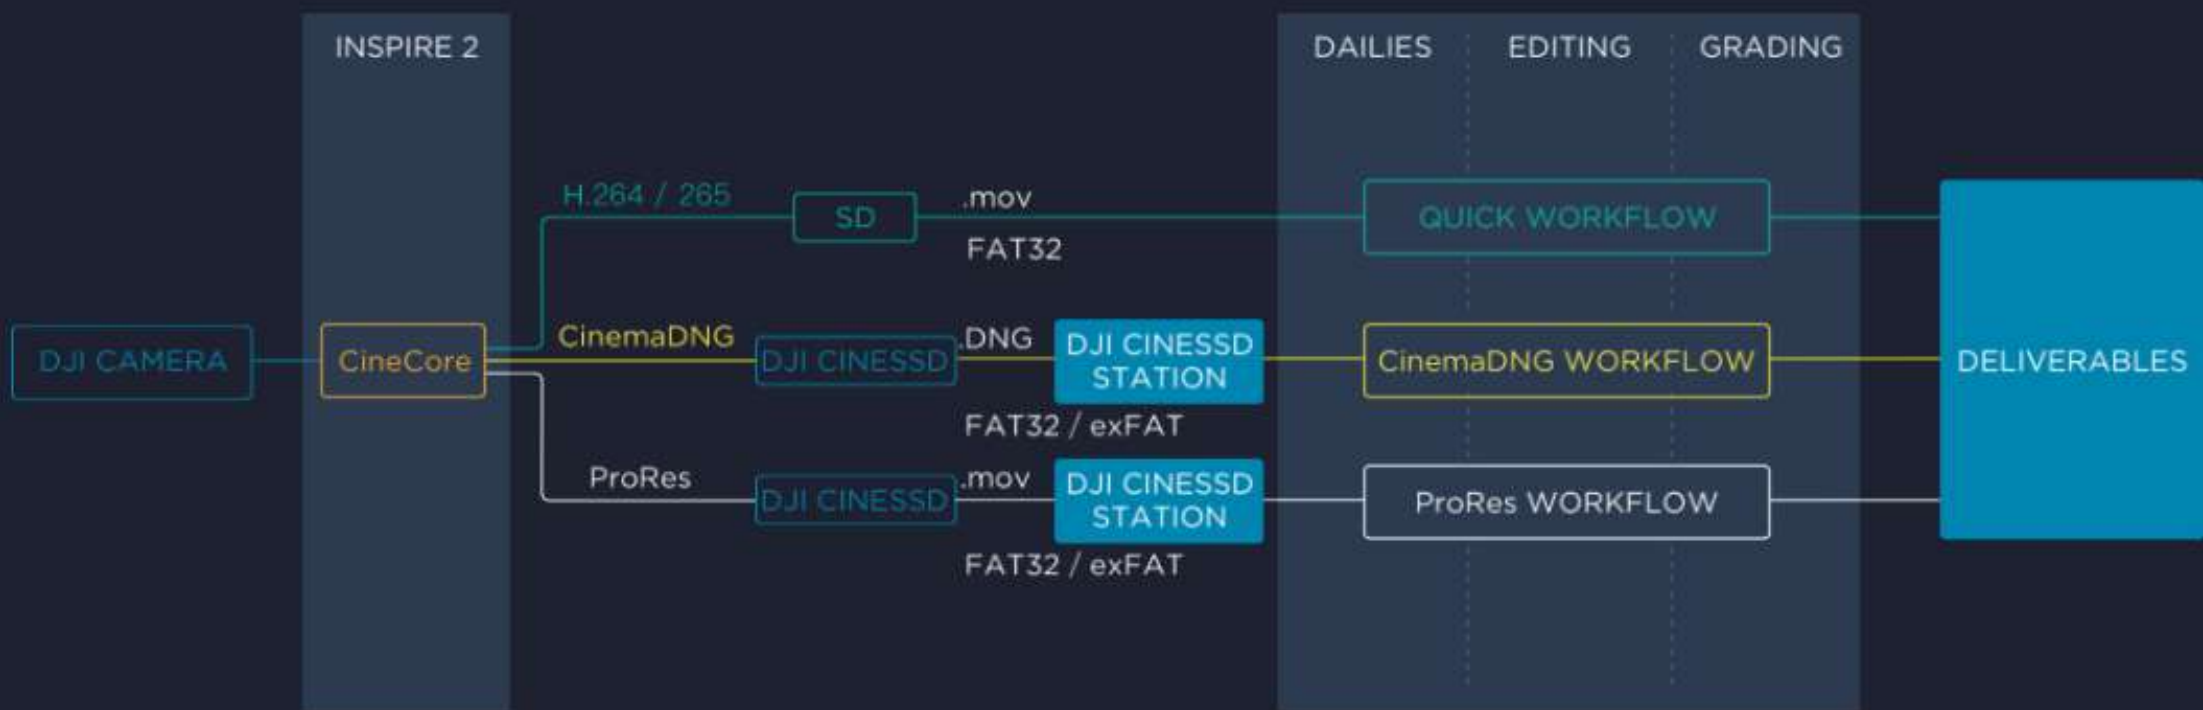 INSPIRE 2
DAILIES
EDITING
GRADING
H.264 / 265
SD
.mov
FAT32
QUICK WORKFLOW
DJI CAMERA
CineCore
CinemaDNG
DJI CINESSD
.DNG
DJI CINESSD
STATION
FAT32 / exFAT
CinemaDNG WORKFLOW
DELIVERABLES
ProRes
DJI CINESSD
.mov
DJI CINESSD
STATION
FAT32 / exFAT
ProRes WORKFLOW